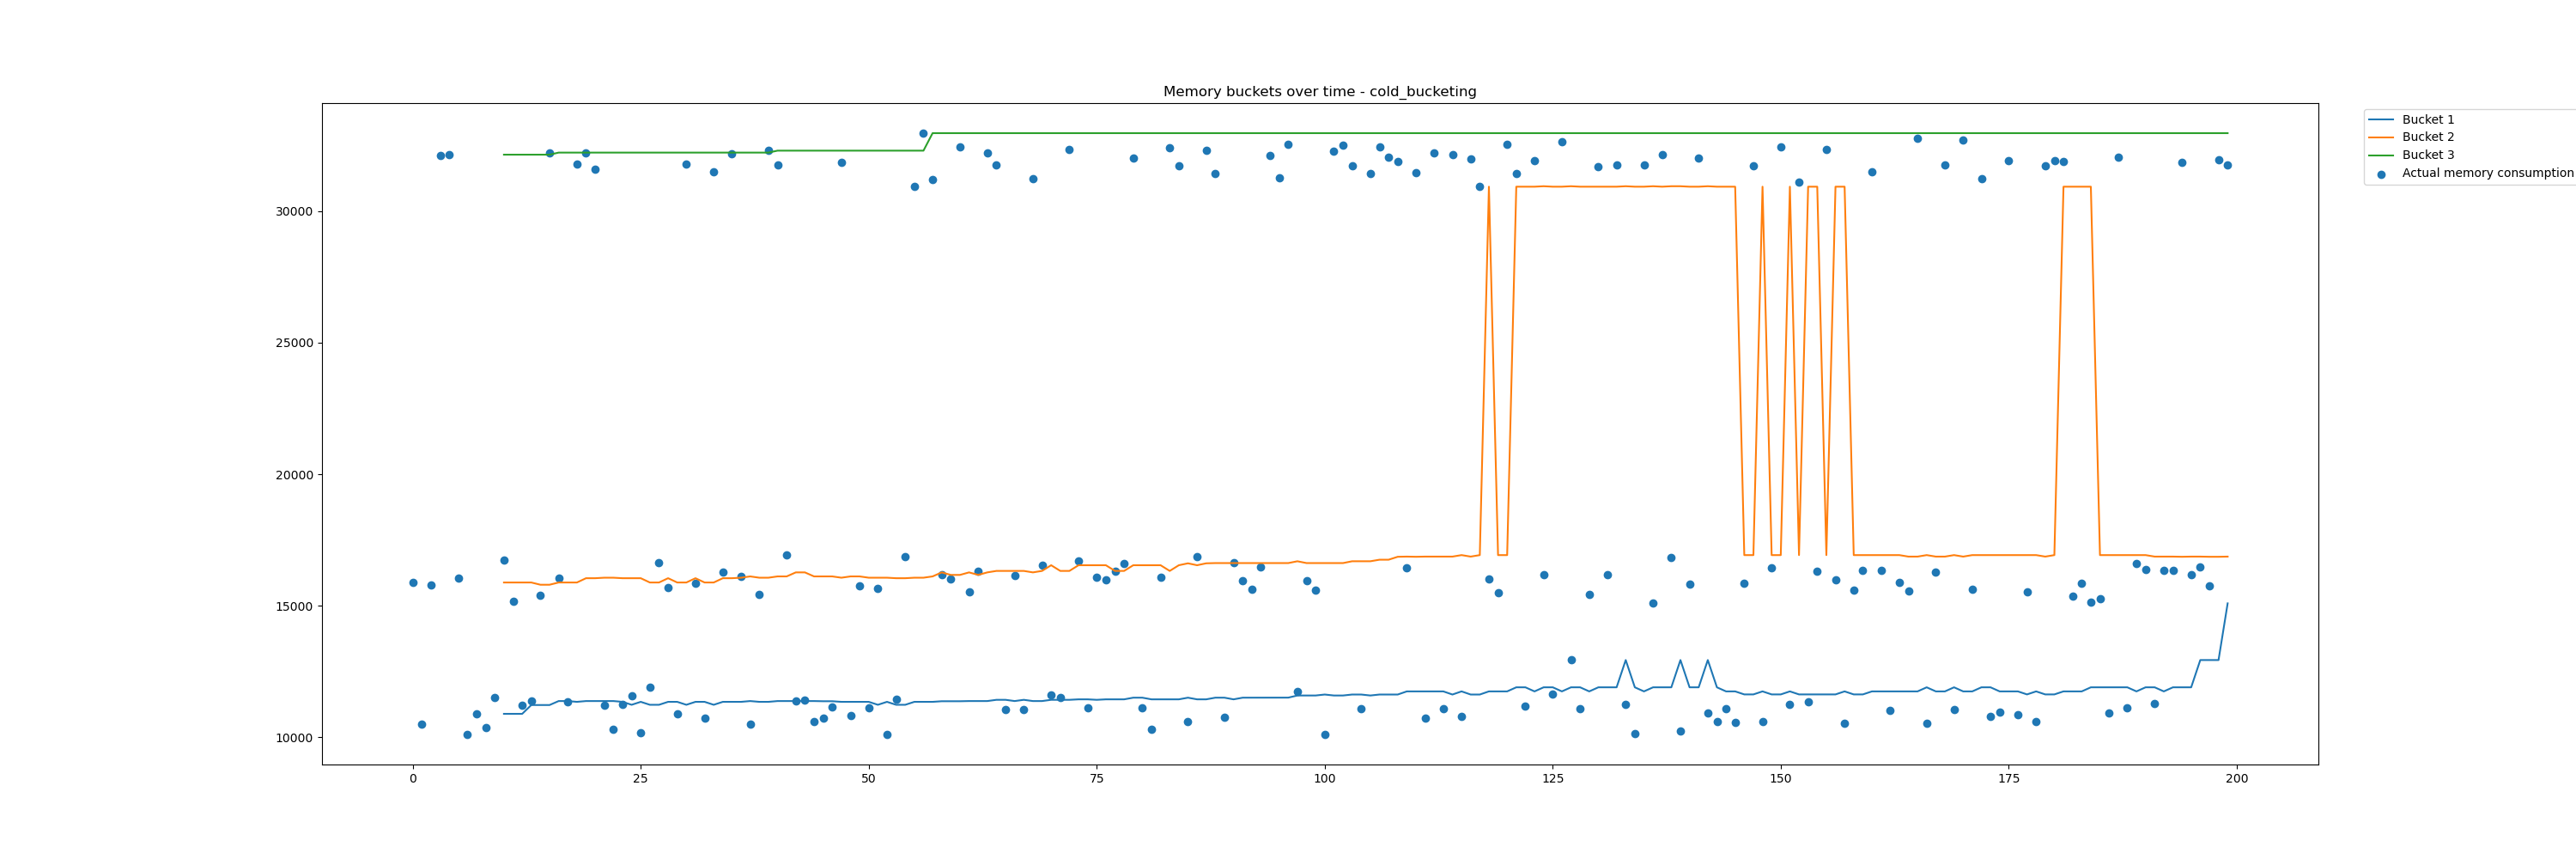 Memory buckets over time - cold_bucketing
Bucket 1
Bucket 2
Bucket 3
Actual memory consumption
30000
25000
20000
15000
10000
0 25 50 75 100 125 150 175 200